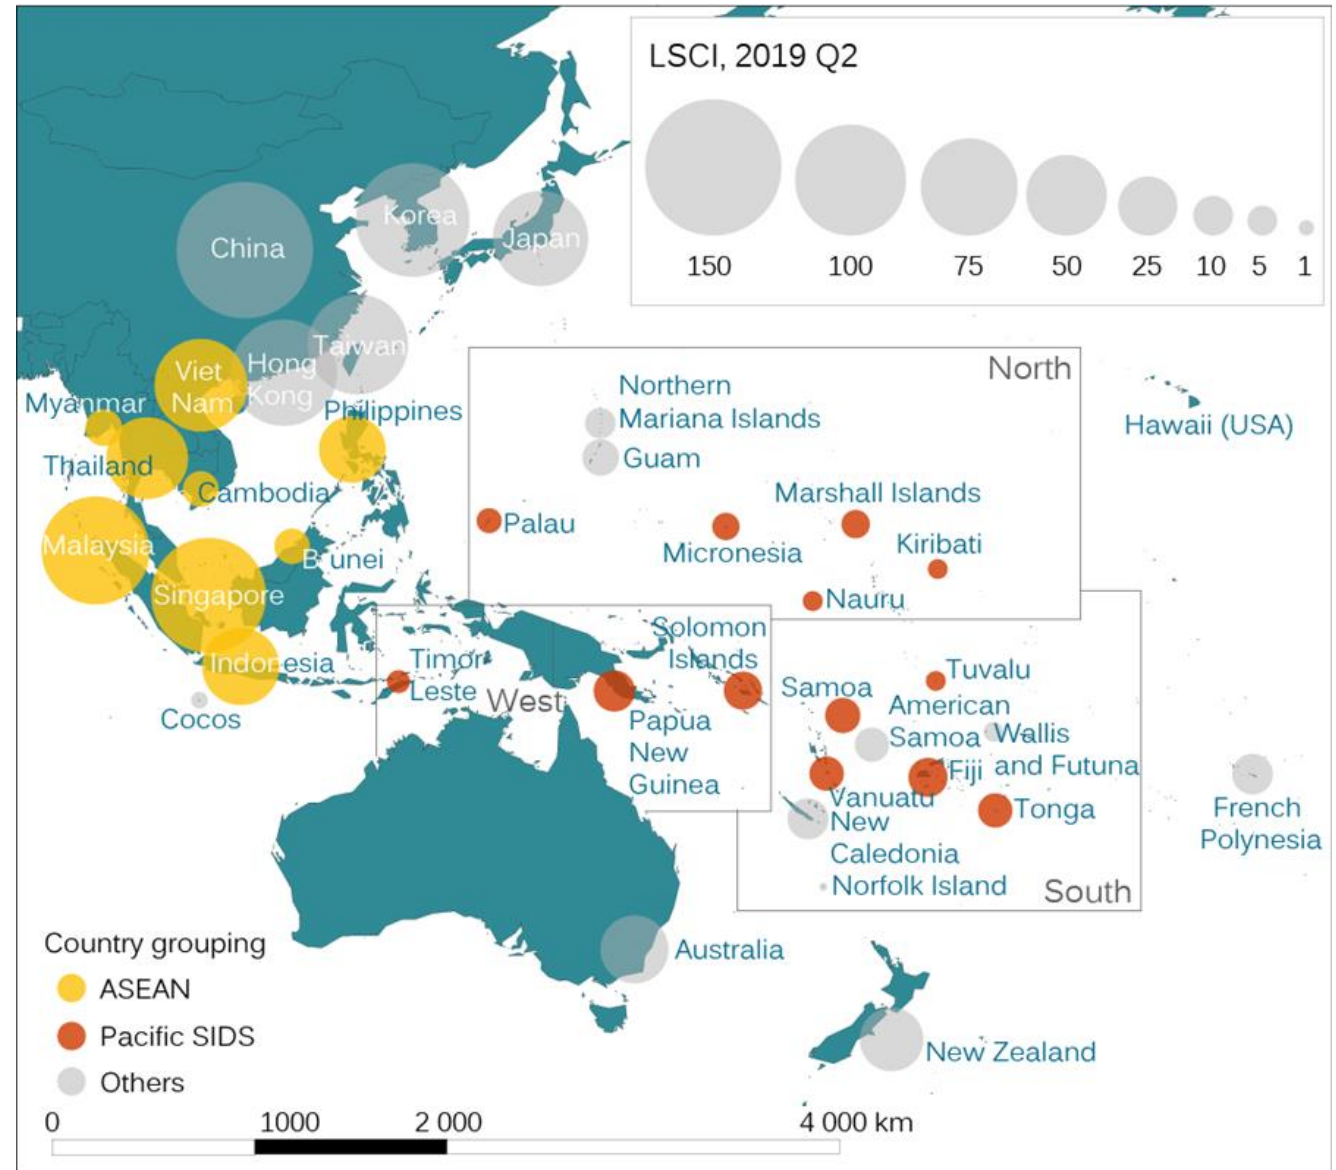 LSCI, 2019 Q2
150 100 75 50 25 10 5 1
China
Korea
Japan
Taiwan
Hong
Kong
Viet
Nam
Myanmar
Philippines
Thailand
Cambodia
Malaysia
Brunei
Singapore
Indonesia
Cocos
North
Northern
Mariana Islands
Guam
Hawaii (USA)
Palau
Micronesia
Marshall Islands
Kiribati
Nauru
Timor
Leste
West
Solomon
Islands
Papua
New
Guinea
Samoa
Tuvalu
American
Samoa
Wallis
and Futuna
Fiji
Vanuatu
Tonga
New
Caledonia
Norfolk Island
South
French
Polynesia
Australia
New Zealand
Country grouping
ASEAN
Pacific SIDS
Others
0 1000 2 000 4 000 km